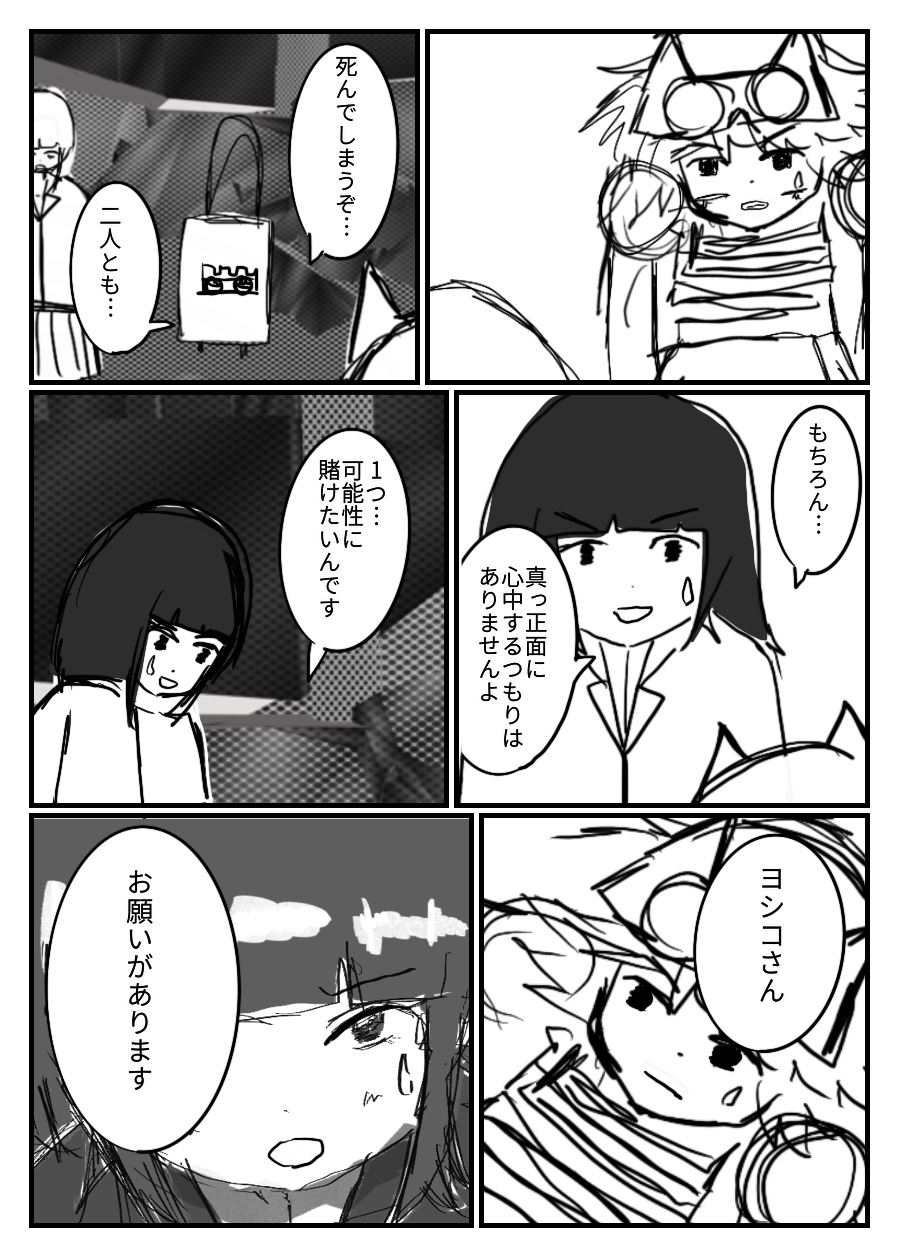 死んでしまうぞ…
二人とも…
もちろん…
真っ正面に
心中するつもりは
ありませんよ
1つ…
可能性に
賭けたいんです
ヨシコさん
お願いがあります